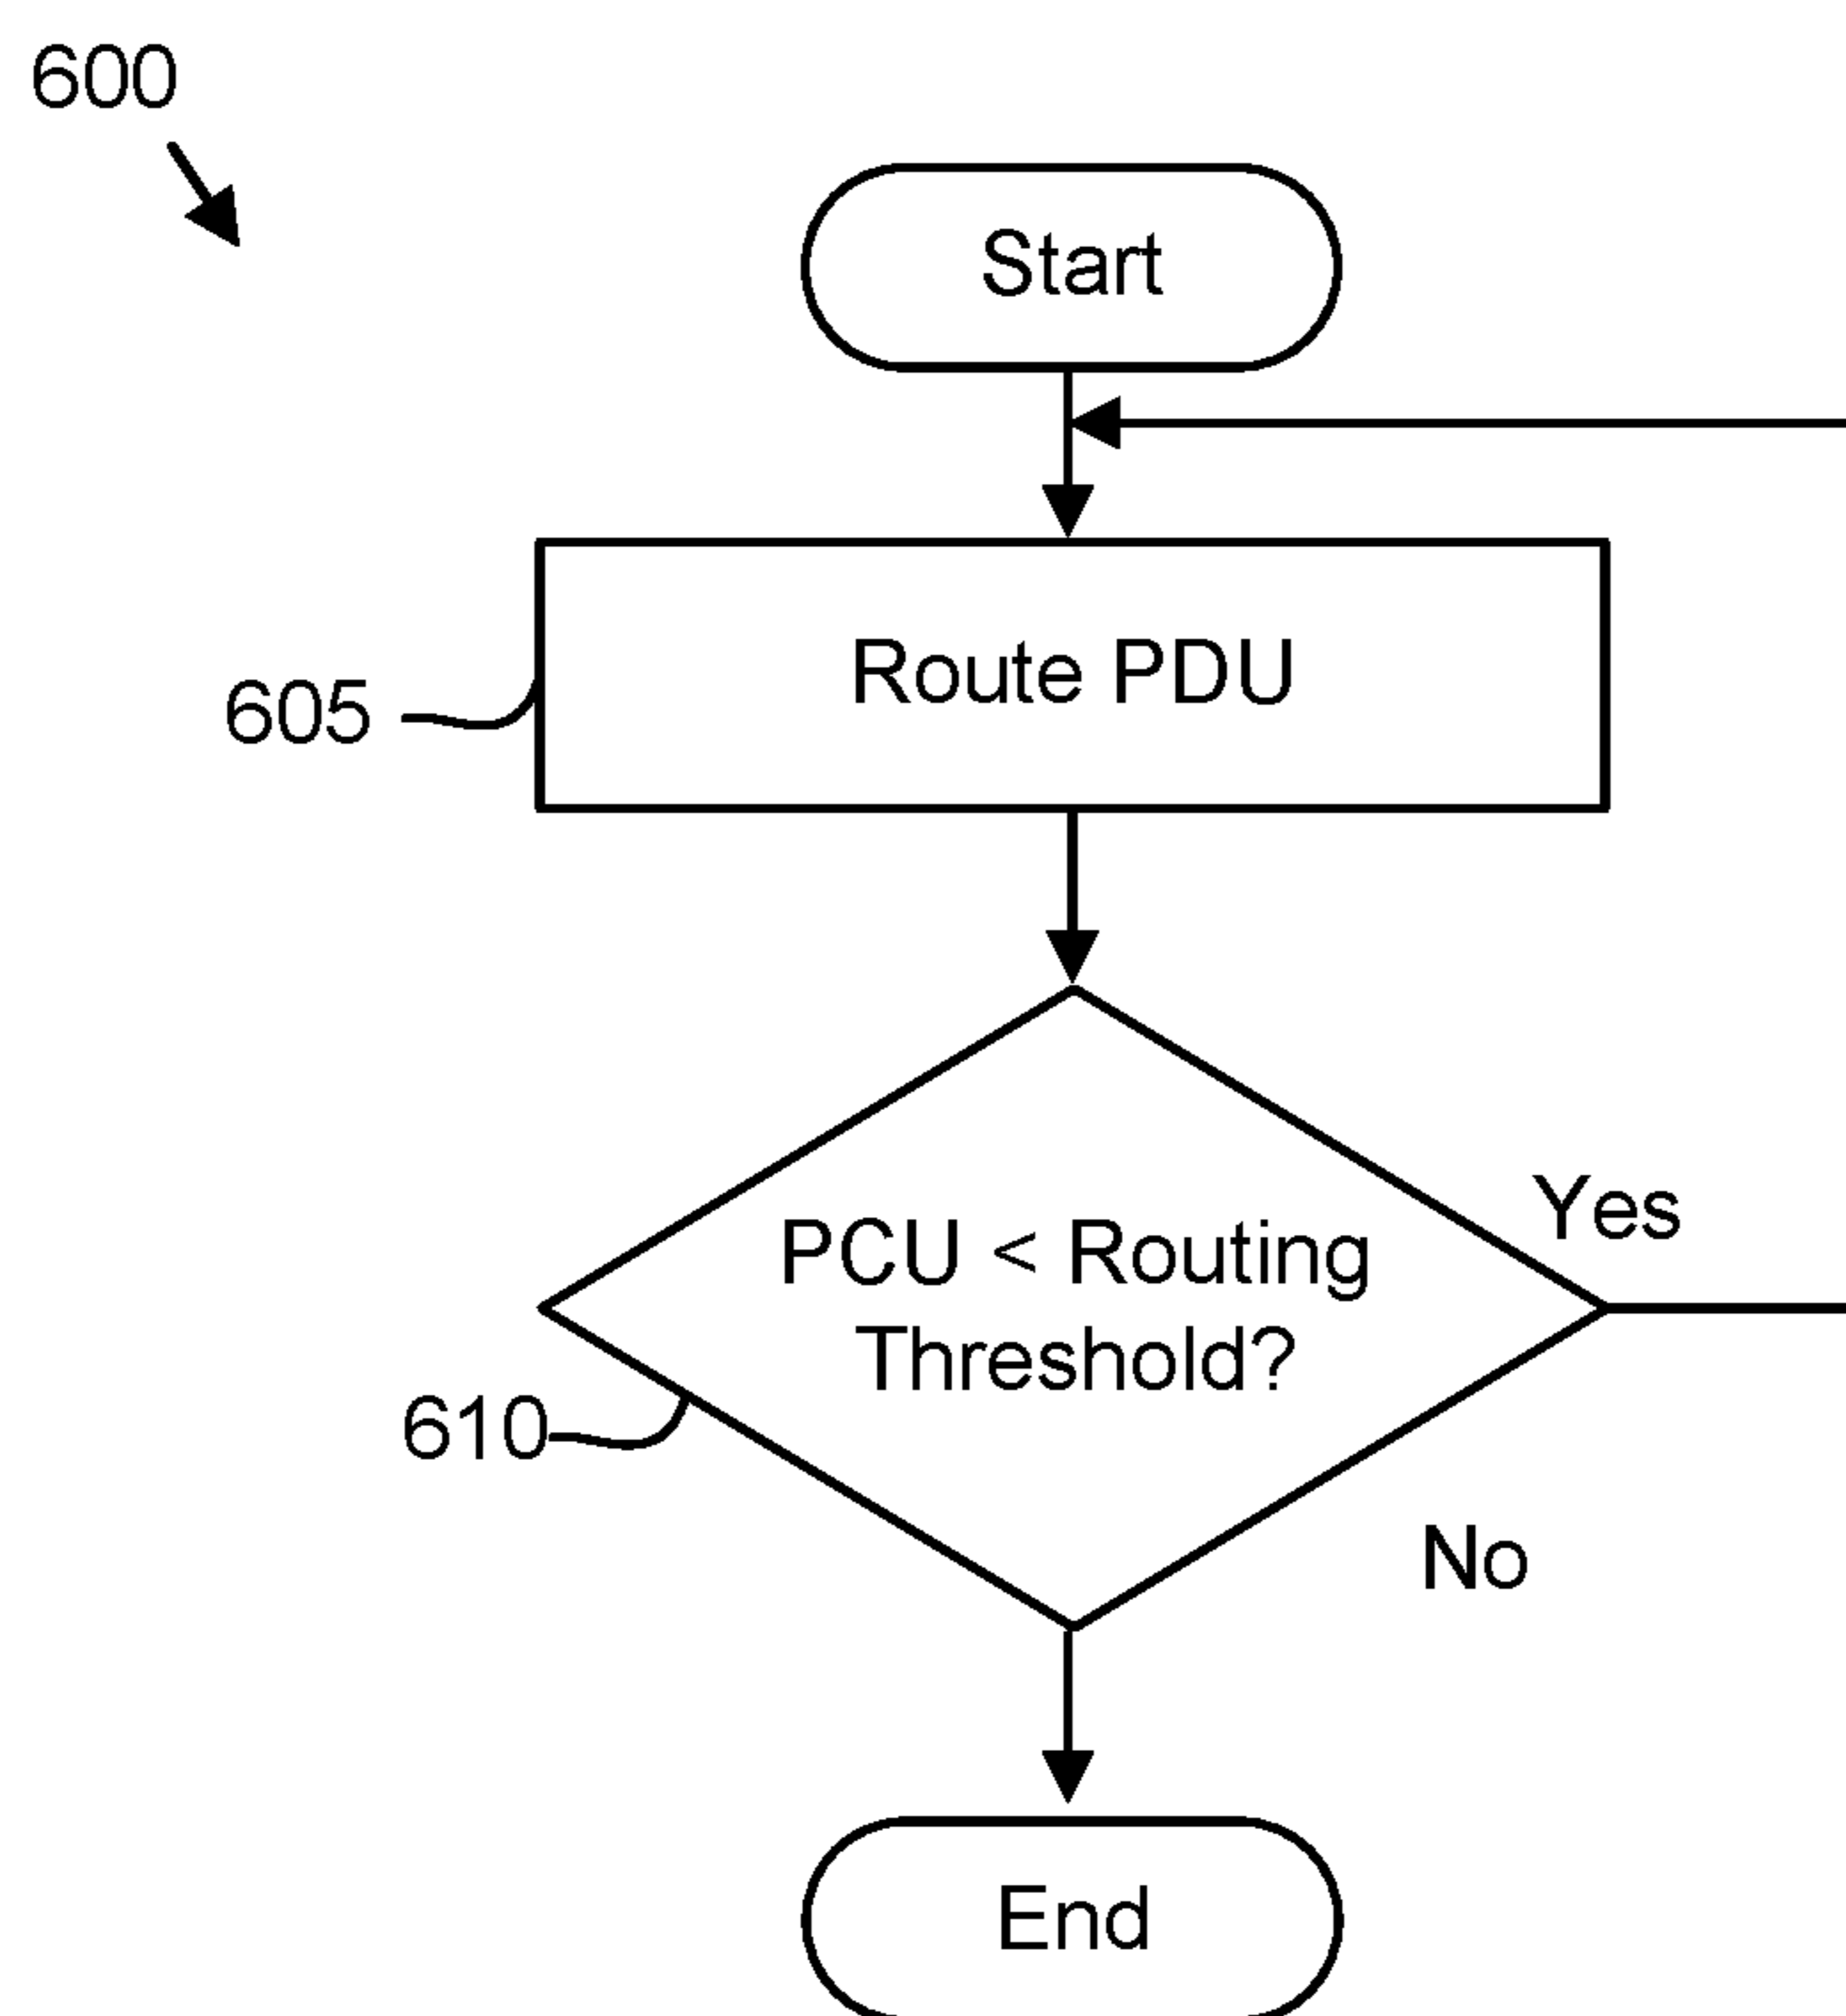 600
Start
Route PDU
605
PCU < Routing
Threshold?
Yes
610
No
End